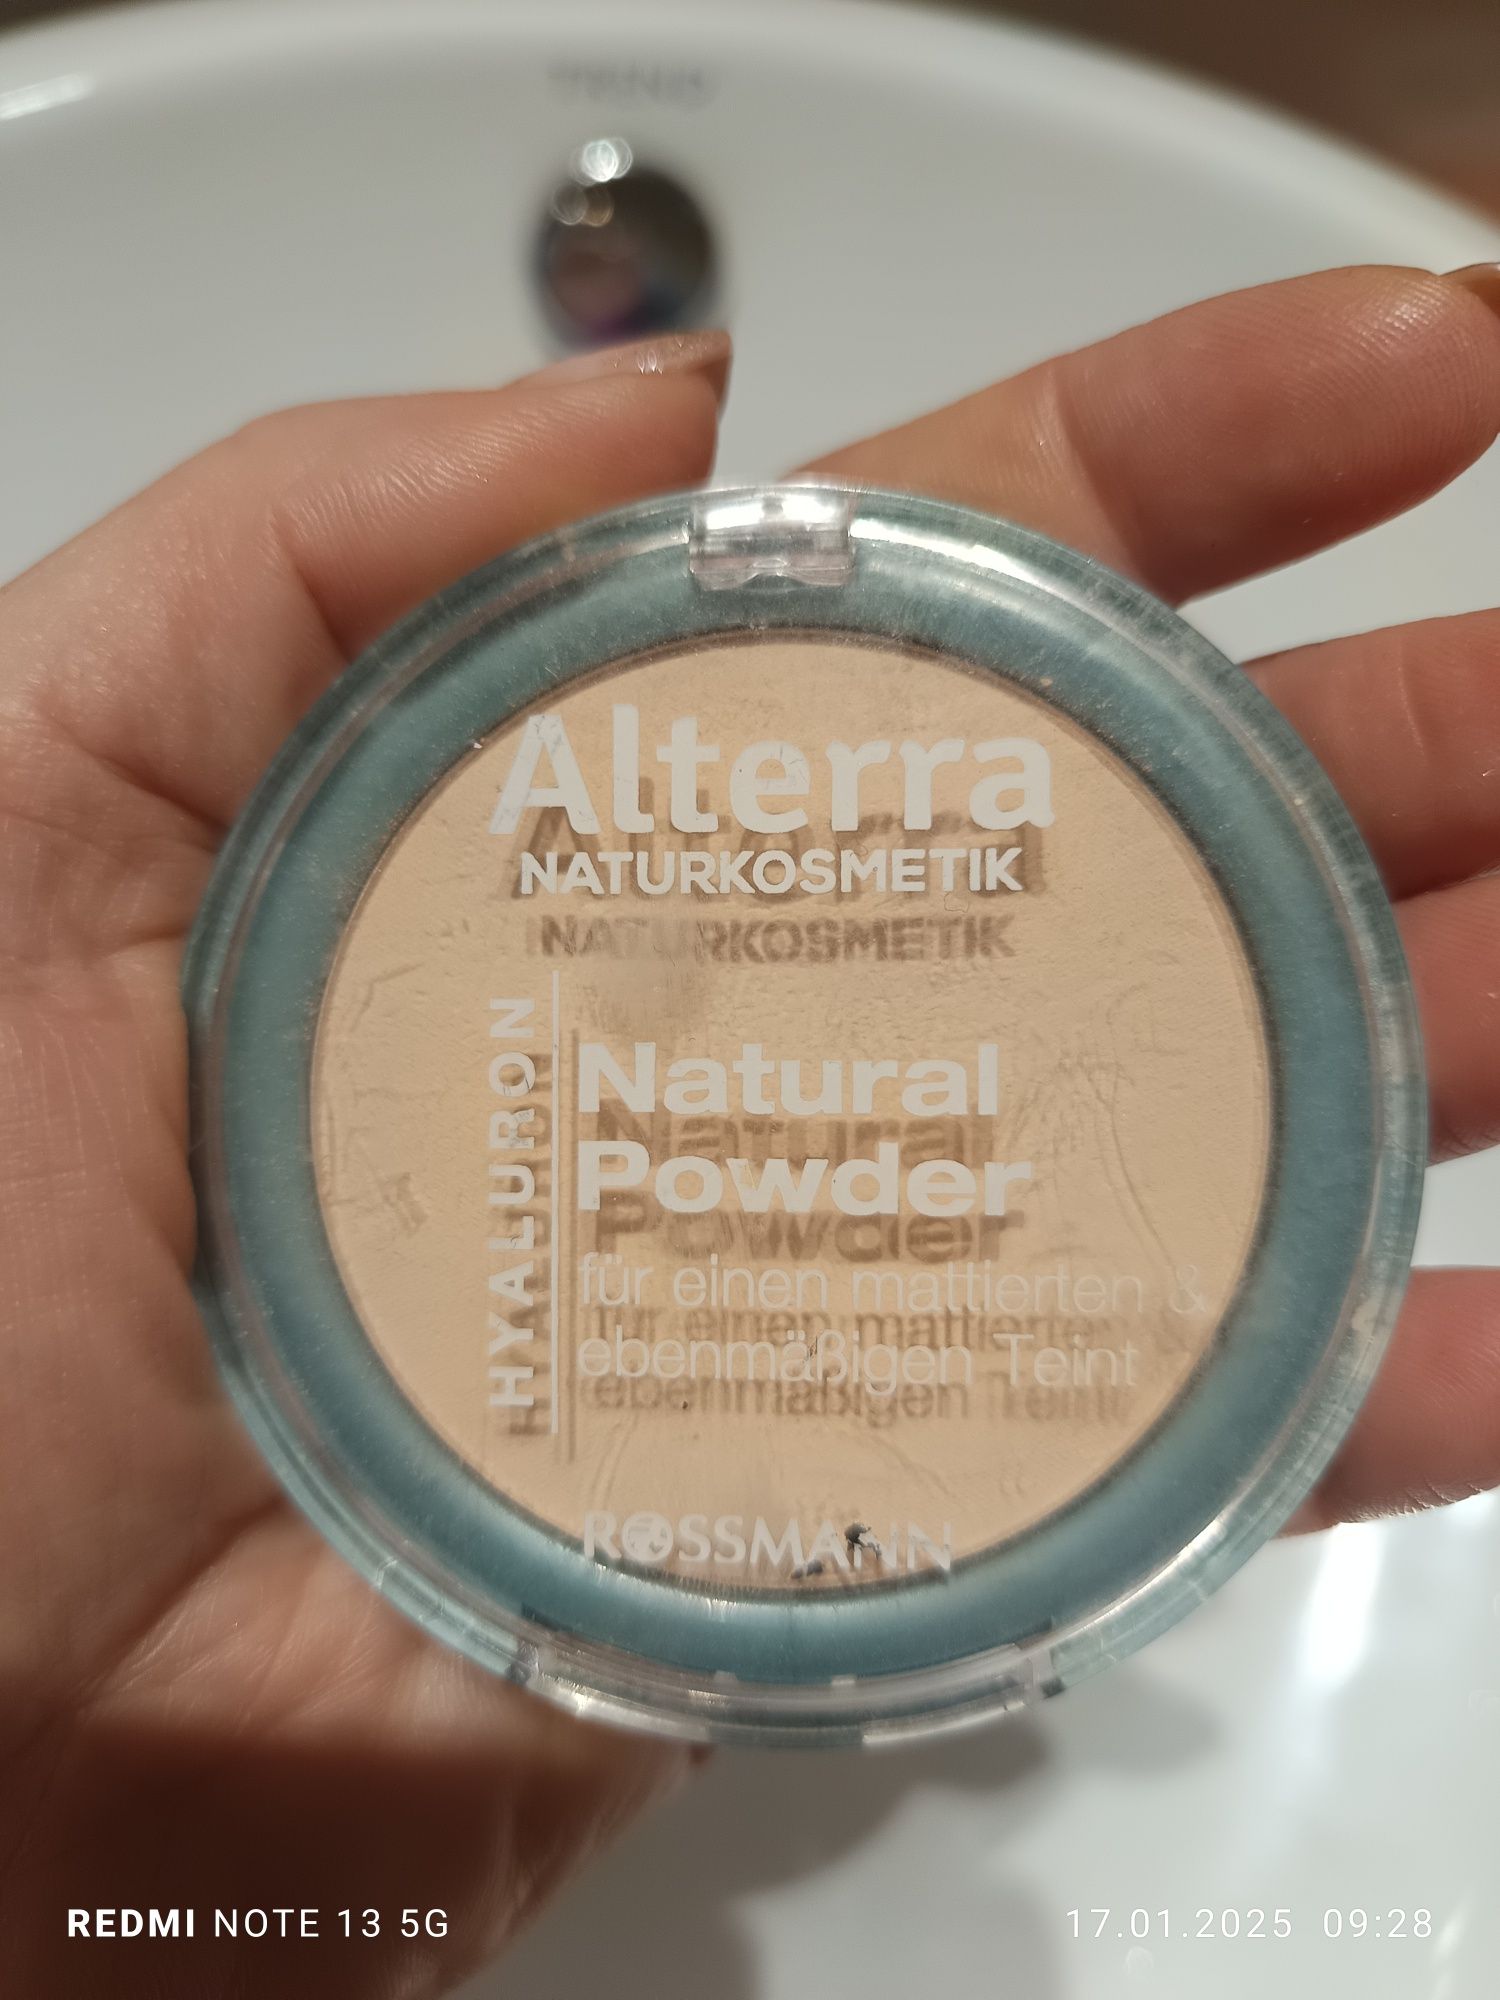 Alterra
NATURKOSMETIK
HYALURON
Natural
Powder
für einen mattierten &
ebenmäßigen Teint
ROSSMANN
REDMI NOTE 13 5G
17.01.2025 09:28